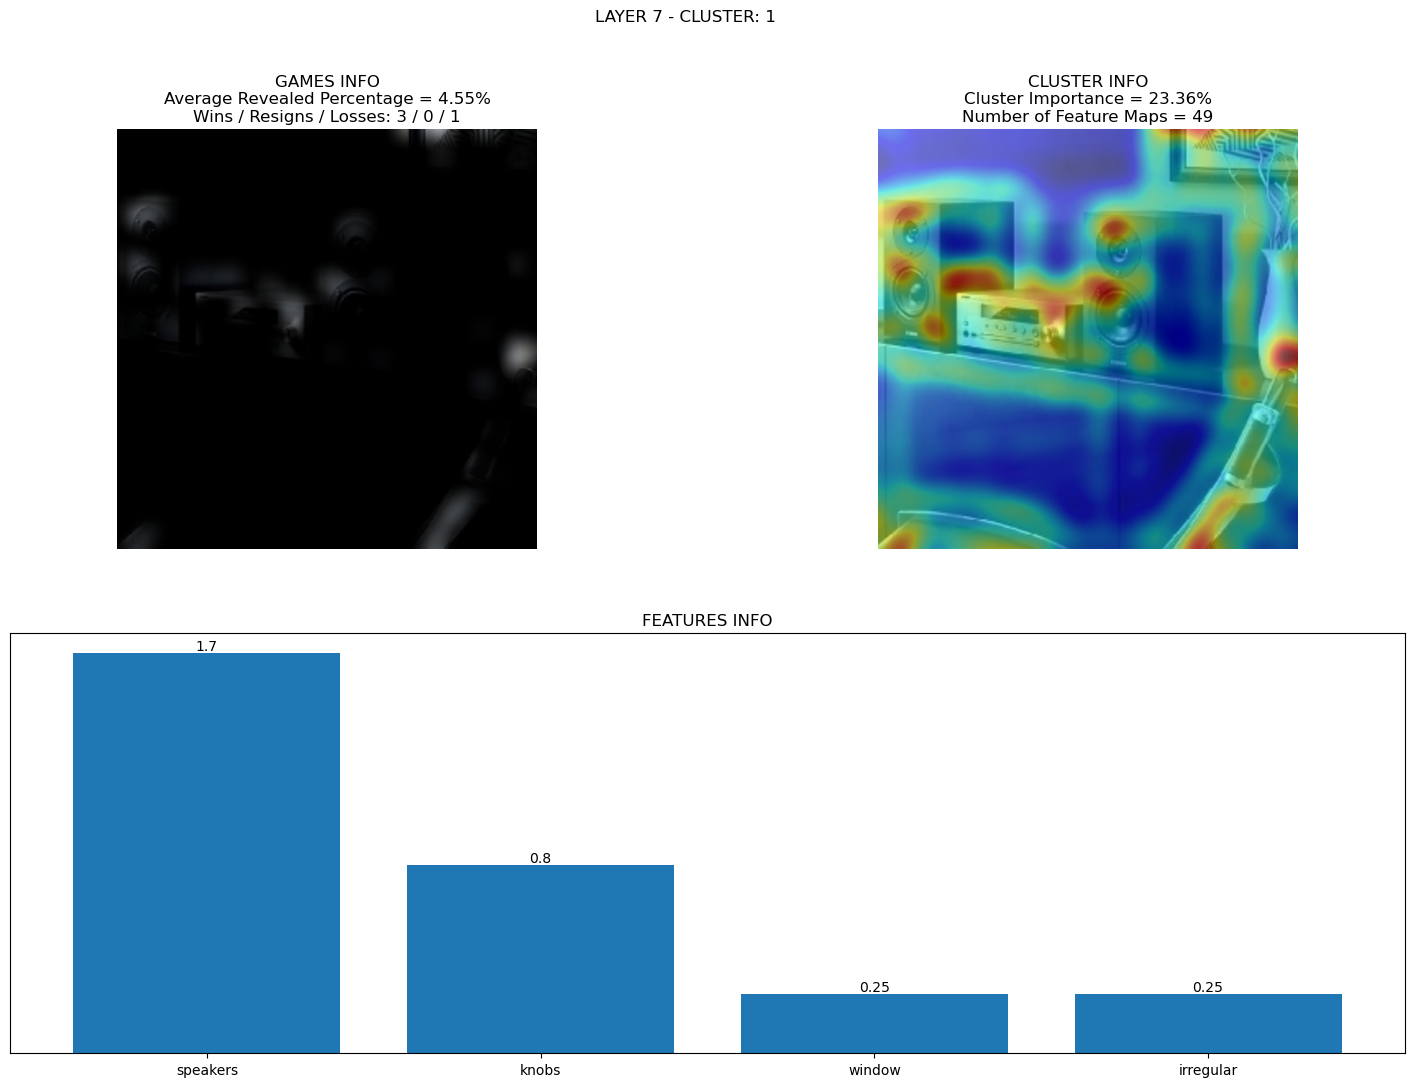 LAYER 7 - CLUSTER: 1
GAMES INFO
Average Revealed Percentage = 4.55%
Wins / Resigns / Losses: 3 / 0 / 1
CLUSTER INFO
Cluster Importance = 23.36%
Number of Feature Maps = 49
FEATURES INFO
1.7
0.8
0.25
0.25
speakers
knobs
window
irregular